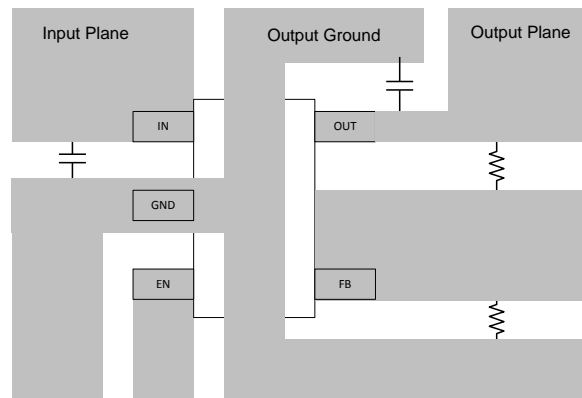 Input Plane
Output Ground
Output Plane
IN
OUT
GND
EN
FB